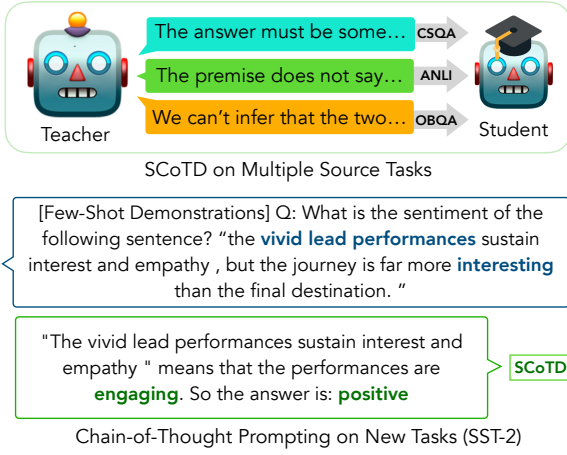 The answer must be some… CSQA
The premise does not say… ANLI
We can't infer that the two… OBQA
Teacher
Student
SCoTD on Multiple Source Tasks
[Few-Shot Demonstrations] Q: What is the sentiment of the
following sentence? "the vivid lead performances sustain
interest and empathy , but the journey is far more interesting
than the final destination. "
"The vivid lead performances sustain interest and
empathy " means that the performances are
engaging. So the answer is: positive
SCoTD
Chain-of-Thought Prompting on New Tasks (SST-2)